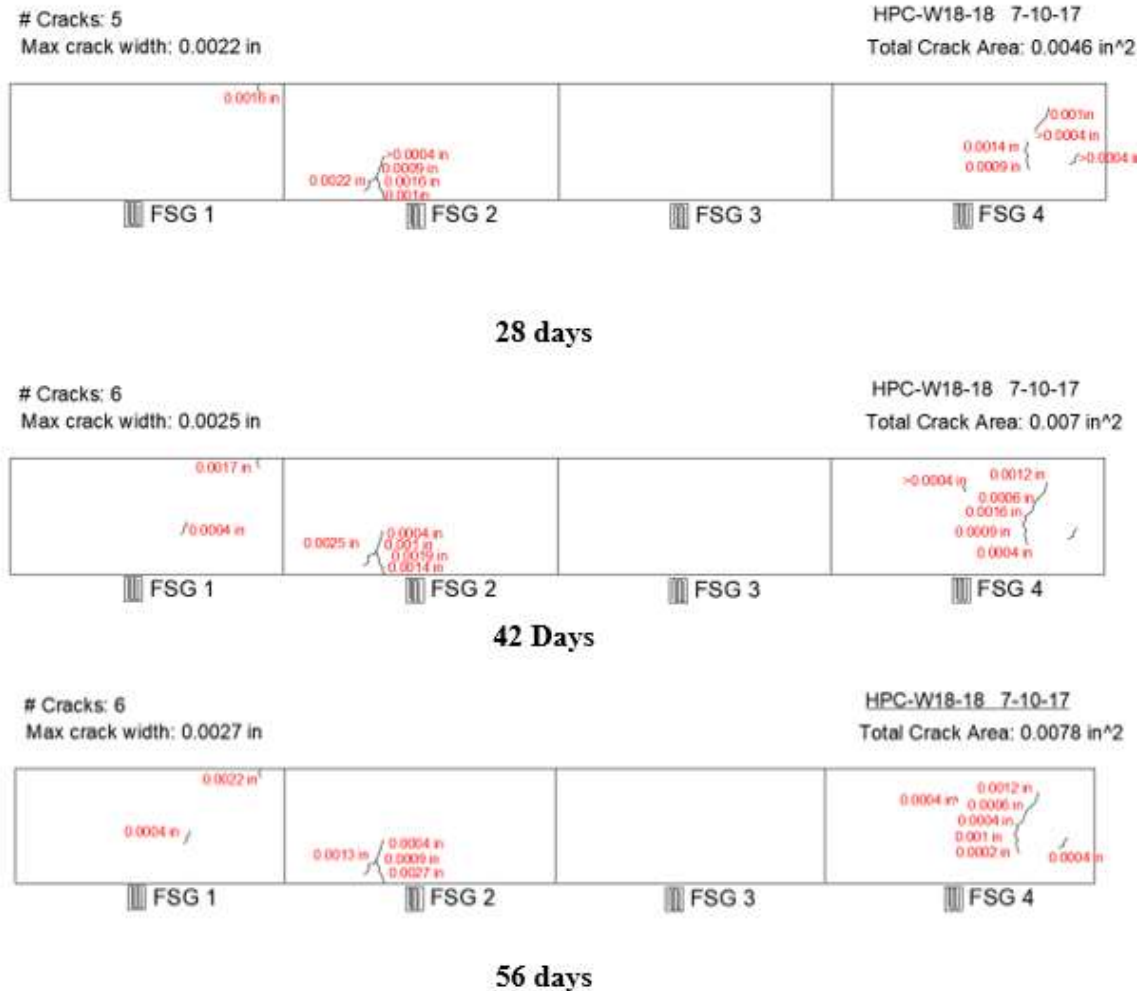 # Cracks: 5
HPC-W18-18 7-10-17
Max crack width: 0.0022 in
Total Crack Area: 0.0046 in^2
0.0016 in
0.001in
>0.0004 in
>0.0004 in
0.0014 in
0.0009 in
>0.0004 in
0.0022 in
0.0016 in
0.0009 in
0.001in
FSG 1
FSG 2
FSG 3
FSG 4
28 days
# Cracks: 6
HPC-W18-18 7-10-17
Max crack width: 0.0025 in
Total Crack Area: 0.007 in^2
0.0017 in
>0.0004 in
0.0012 in
0.0006 in
0.0016 in
0.0004 in
0.0004 in
0.0009 in
0.0025 in
0.001 in
0.0019 in
0.0004 in
0.0014 in
FSG 1
FSG 2
FSG 3
FSG 4
42 Days
# Cracks: 6
HPC-W18-18 7-10-17
Max crack width: 0.0027 in
Total Crack Area: 0.0078 in^2
0.0022 in
0.0012 in
0.0004 in
0.0006 in
0.0004 in
0.0004 in
0.0004 in
0.001 in
0.0013 in
0.0009 in
0.0002 in
0.0004 in
0.0027 in
FSG 1
FSG 2
FSG 3
FSG 4
56 days